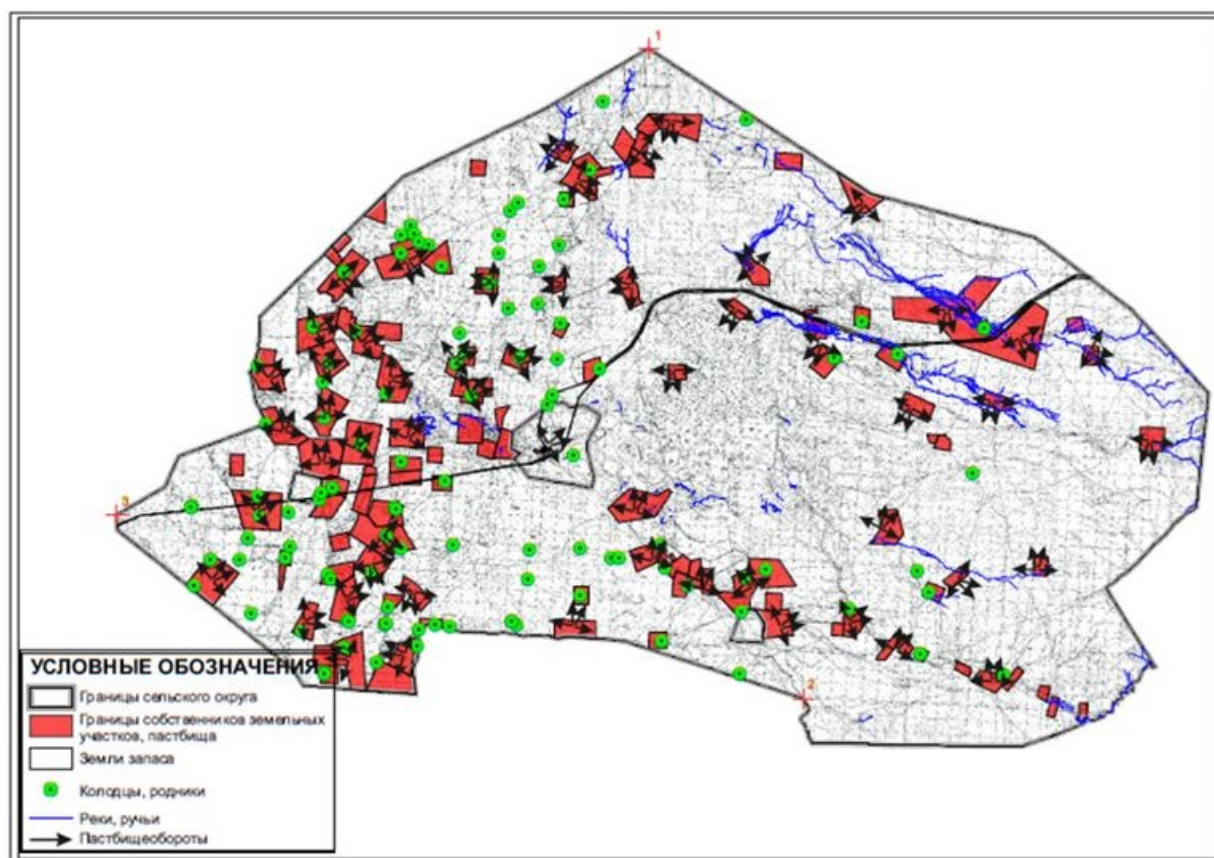 1
3
2
УСЛОВНЫЕ ОБОЗНАЧЕНИЯ
Границы сельского округа
Границы собственников земельных
участков, пастбища
Земли запаса
Колодцы, родники
Реки, ручьи
Пастбищеобороты